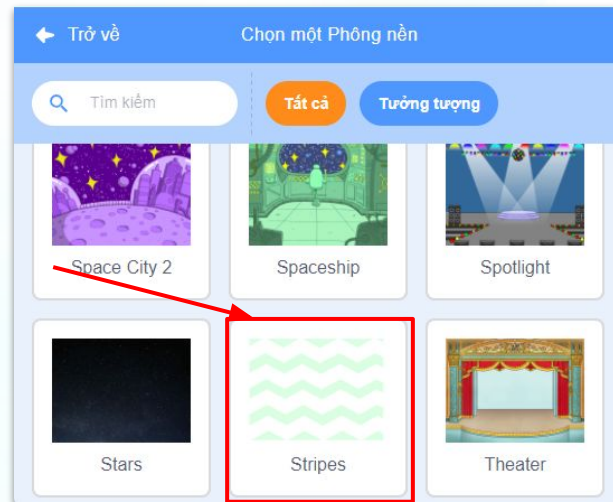 Trở về Chọn một Phông nền
Tìm kiếm Tất cả Tưởng tượng
Space City 2 Spaceship Spotlight
Stars Stripes Theater